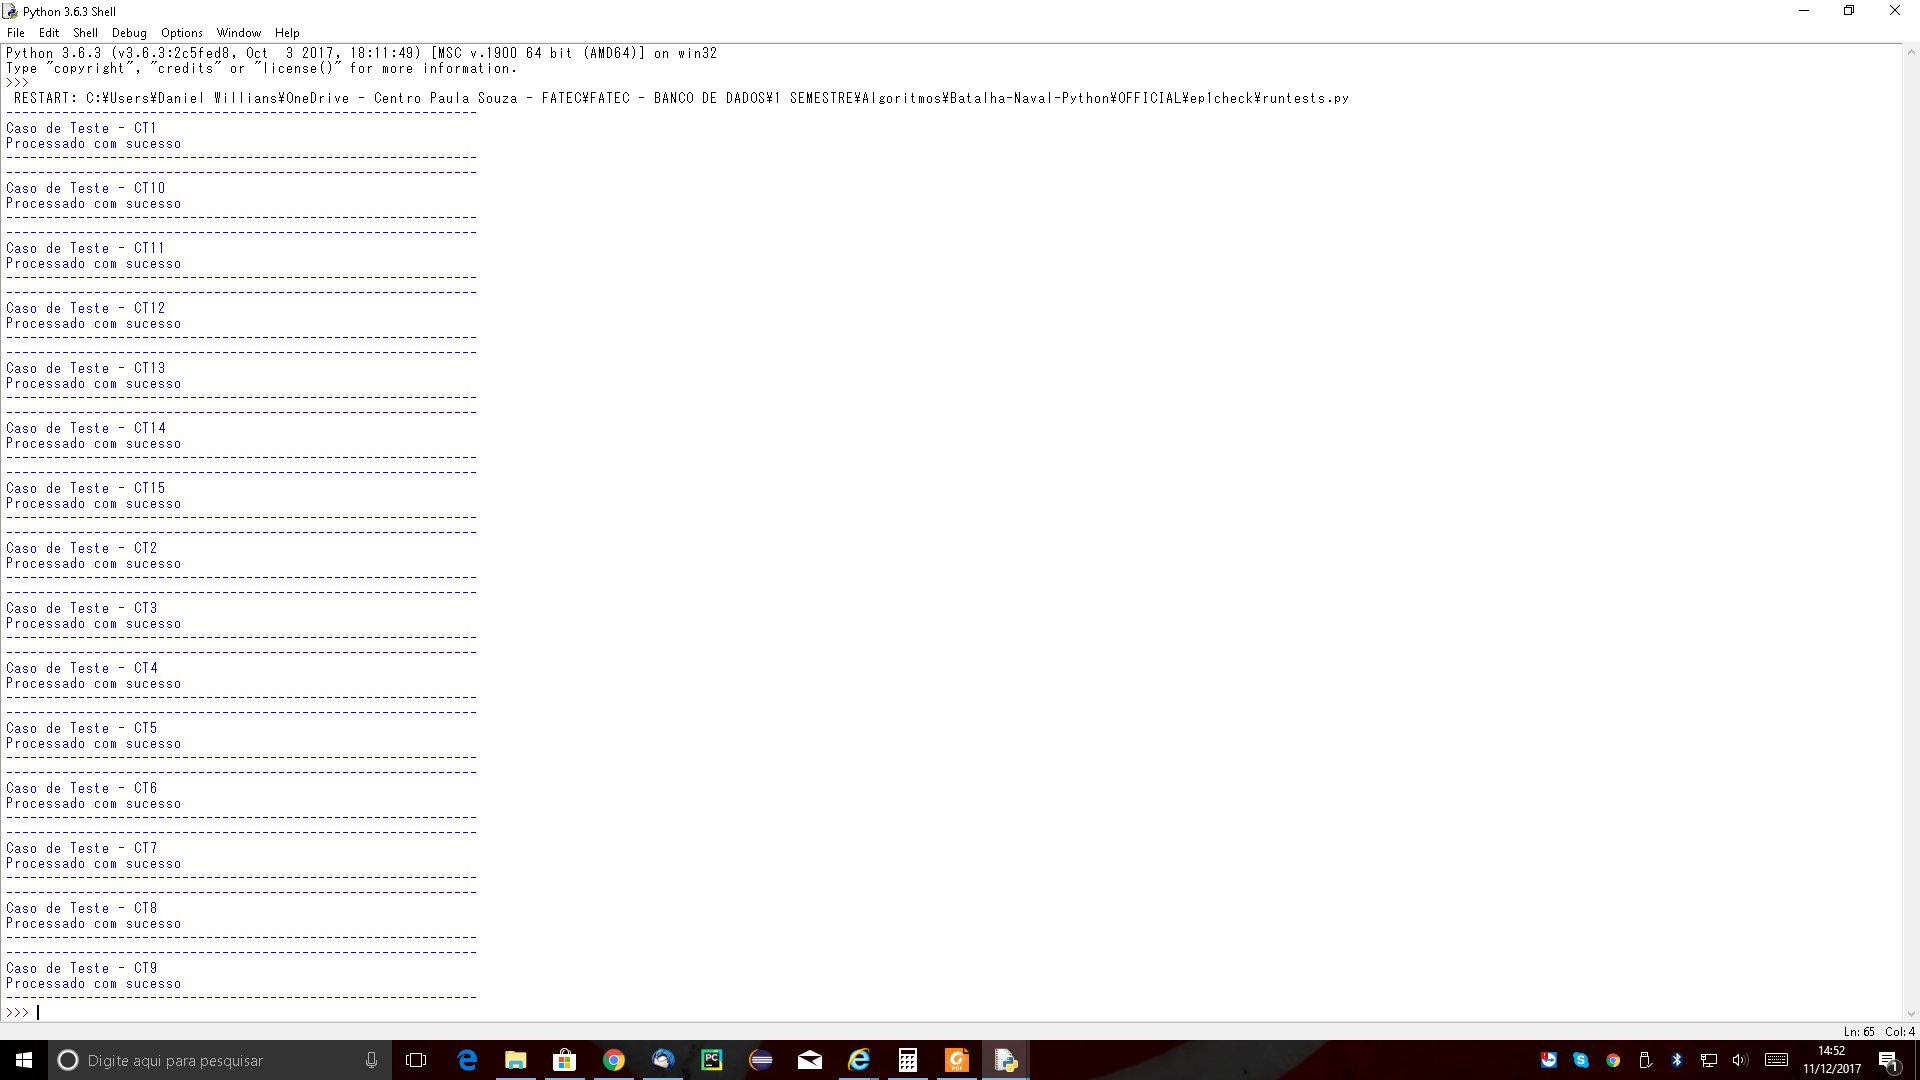 Python 3.6.3 Shell
File Edit Shell Debug Options Window Help
Python 3.6.3 (v3.6.3:2c5fed8, Oct  3 2017, 18:11:49) [MSC v.1900 64 bit (AMD64)] on win32
Type "copyright", "credits" or "license()" for more information.
>>>
 RESTART: C:¥Users¥Daniel Willians¥OneDrive - Centro Paula Souza - FATEC¥FATEC - BANCO DE DADOS¥1 SEMESTRE¥Algoritmos¥Batalha-Naval-Python¥OFFICIAL¥ep1check¥runtests.py
-----------------------------------------------------------
Caso de Teste - CT1
Processado com sucesso
-----------------------------------------------------------
-----------------------------------------------------------
Caso de Teste - CT10
Processado com sucesso
-----------------------------------------------------------
-----------------------------------------------------------
Caso de Teste - CT11
Processado com sucesso
-----------------------------------------------------------
-----------------------------------------------------------
Caso de Teste - CT12
Processado com sucesso
-----------------------------------------------------------
-----------------------------------------------------------
Caso de Teste - CT13
Processado com sucesso
-----------------------------------------------------------
-----------------------------------------------------------
Caso de Teste - CT14
Processado com sucesso
-----------------------------------------------------------
-----------------------------------------------------------
Caso de Teste - CT15
Processado com sucesso
-----------------------------------------------------------
-----------------------------------------------------------
Caso de Teste - CT2
Processado com sucesso
-----------------------------------------------------------
-----------------------------------------------------------
Caso de Teste - CT3
Processado com sucesso
-----------------------------------------------------------
-----------------------------------------------------------
Caso de Teste - CT4
Processado com sucesso
-----------------------------------------------------------
-----------------------------------------------------------
Caso de Teste - CT5
Processado com sucesso
-----------------------------------------------------------
-----------------------------------------------------------
Caso de Teste - CT6
Processado com sucesso
-----------------------------------------------------------
-----------------------------------------------------------
Caso de Teste - CT7
Processado com sucesso
-----------------------------------------------------------
-----------------------------------------------------------
Caso de Teste - CT8
Processado com sucesso
-----------------------------------------------------------
-----------------------------------------------------------
Caso de Teste - CT9
Processado com sucesso
-----------------------------------------------------------
>>>
Ln: 65 Col: 4
Digite aqui para pesquisar
PC
PDF
14:52
11/12/2017
1